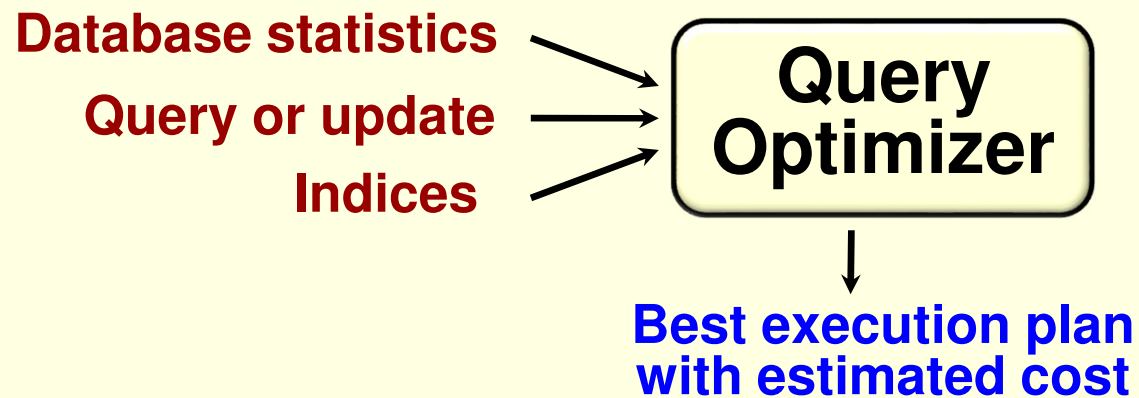 Database statistics
Query or update
Indices
Query
Optimizer
Best execution plan
with estimated cost